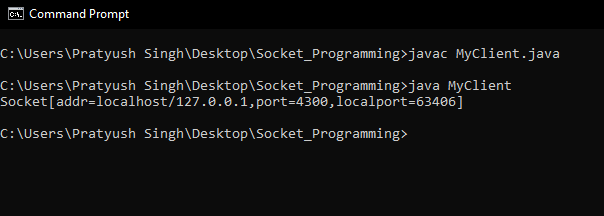 Command Prompt
C:\Users\Pratyush Singh\Desktop\Socket_Programming>javac MyClient.java
C:\Users\Pratyush Singh\Desktop\Socket_Programming>java MyClient
Socket[addr=localhost/127.0.0.1,port=4300,localport=63406]
C:\Users\Pratyush Singh\Desktop\Socket_Programming>